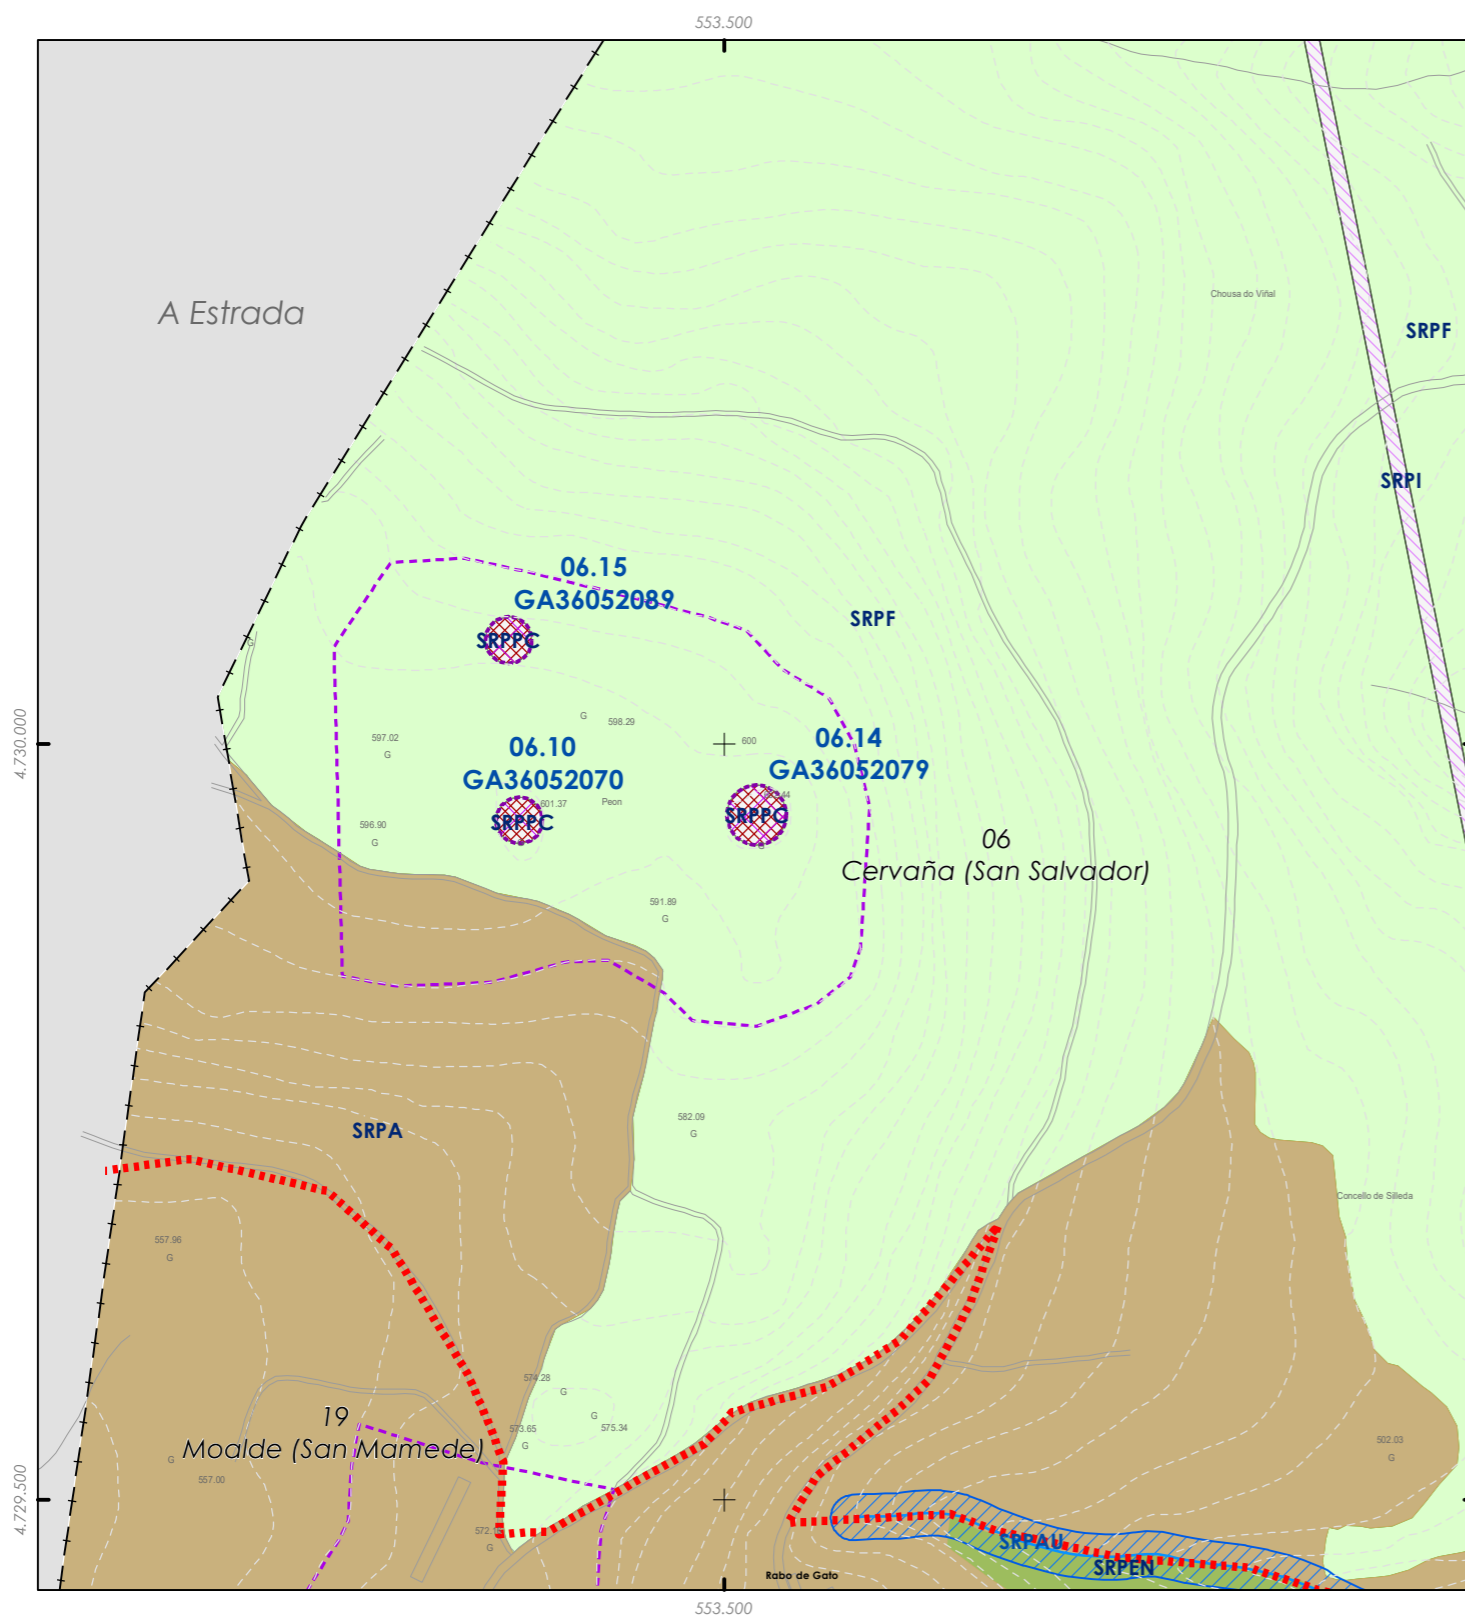 553.500
A Estrada
Chousa do Viñal
SRPF
SRPI
06.15
GA36052089
SRPPC
SRPF
G
G
598.29
597.02
G
600
4.730.000
06.10
GA36052070
601.37
Peon
SRPPC
06.14
GA36052079
SRPPC
G
596.90
G
06
Cervaña (San Salvador)
591.89
G
582.09
G
SRPA
Concello de Silleda
557.96
G
574.28
G
G
573.65
575.34
G
19
Moalde (San Mamede)
G
557.00
502.03
G
4.729.500
G
SRPAU
SRPEN
Rabo de Gato
553.500